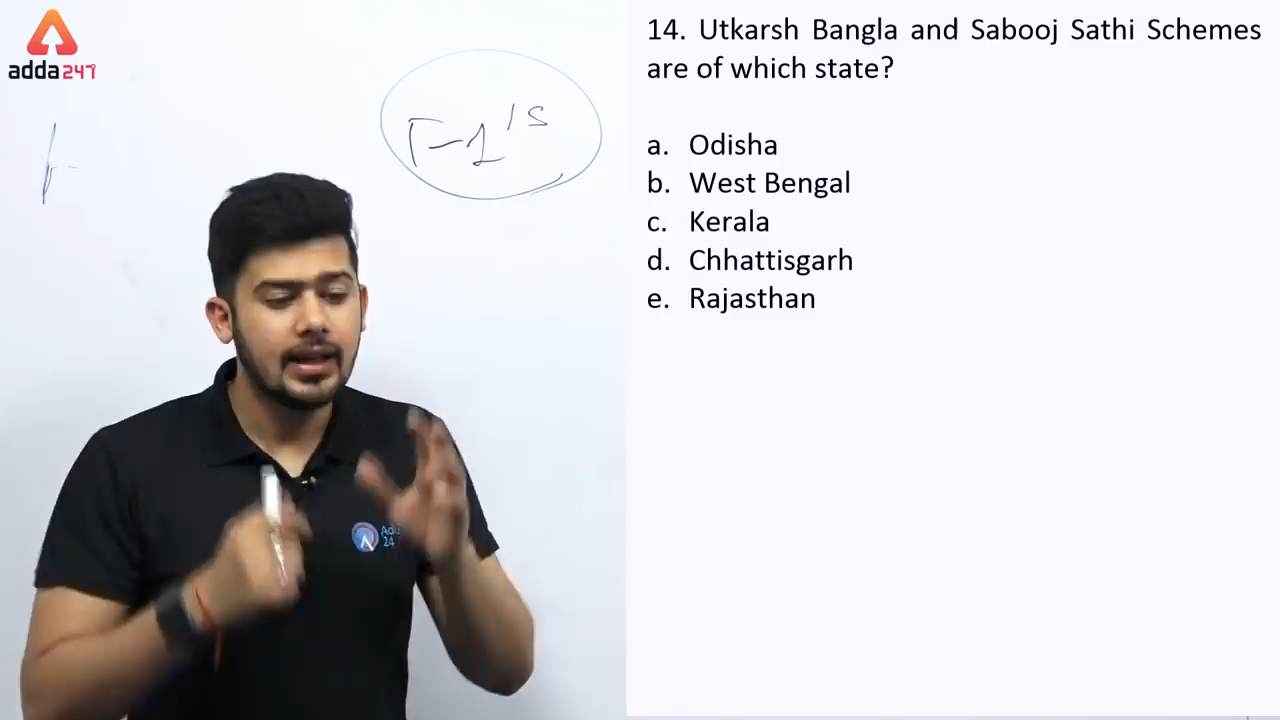 adda247
14. Utkarsh Bangla and Sabooj Sathi Schemes
are of which state?
a. Odisha
b. West Bengal
c. Kerala
d. Chhattisgarh
e. Rajasthan